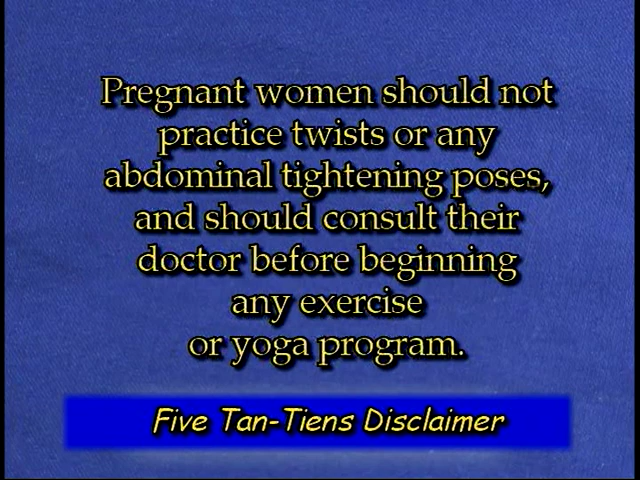 Pregnant women should not
practice twists or any
abdominal tightening poses,
and should consult their
doctor before beginning
any exercise
or yoga program.
Five Tan-Tiens Disclaimer